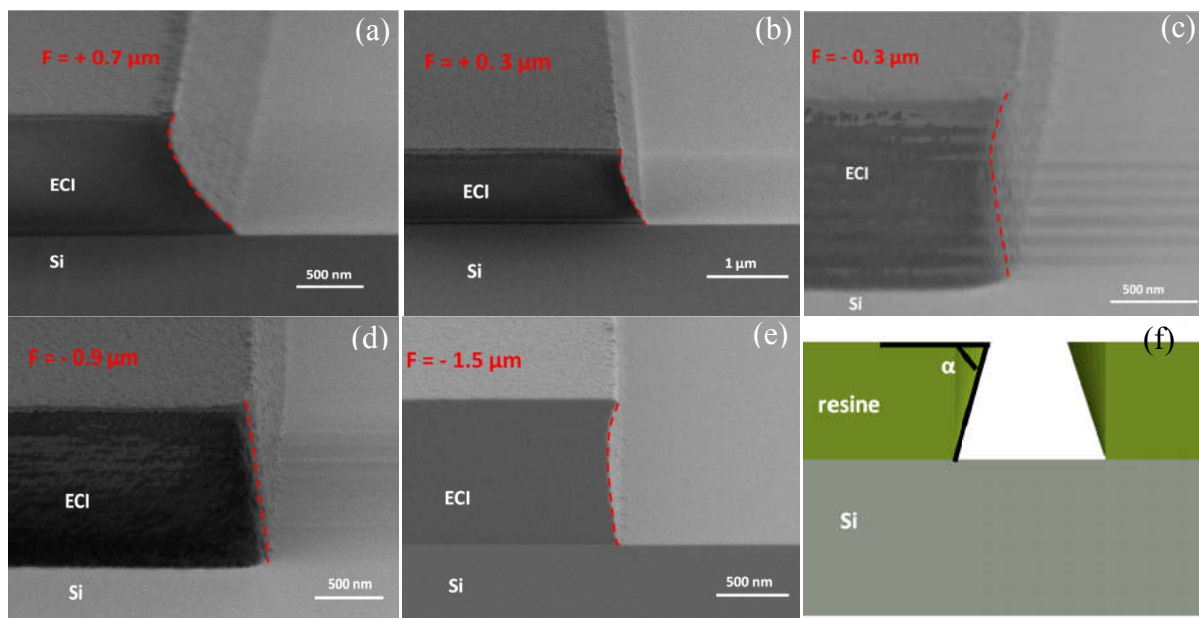 (a)
F = + 0.7 µm
ECI
Si
500 nm
(b)
F = + 0. 3 µm
ECI
Si
1 µm
(c)
F = - 0. 3 µm
ECI
Si
500 nm
(d)
F = - 0.9 µm
ECI
Si
500 nm
(e)
F = - 1.5 µm
ECI
Si
500 nm
(f)
α
resine
Si